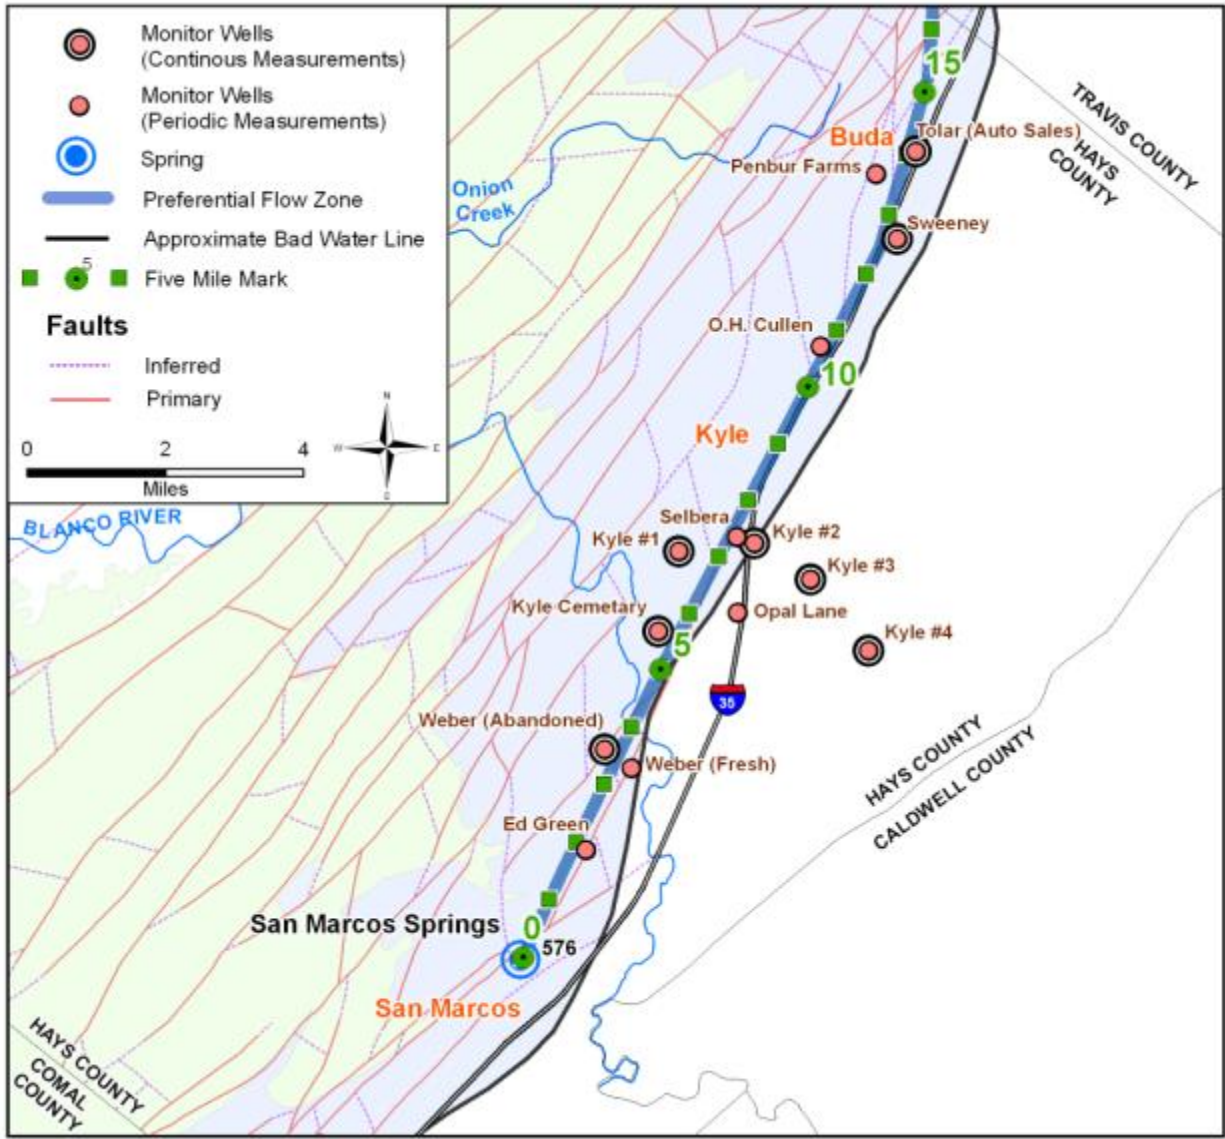 Monitor Wells
(Continous Measurements)
Monitor Wells
(Periodic Measurements)
Spring
Preferential Flow Zone
Approximate Bad Water Line
5
Five Mile Mark
Faults
Inferred
Primary
N
W
E
0 2 4
Miles
15
TRAVIS COUNTY
HAYS
COUNTY
Buda
Tolar (Auto Sales)
Penbur Farms
Onion
Creek
Sweeney
O.H. Cullen
10
Kyle
BLANCO RIVER
Selbera
Kyle #1
Kyle #2
Kyle #3
Kyle Cemetary
Opal Lane
5
Kyle #4
35
Weber (Abandoned)
Weber (Fresh)
HAYS COUNTY
CALDWELL COUNTY
Ed Green
San Marcos Springs
0
576
San Marcos
HAYS COUNTY
COMAL
COUNTY